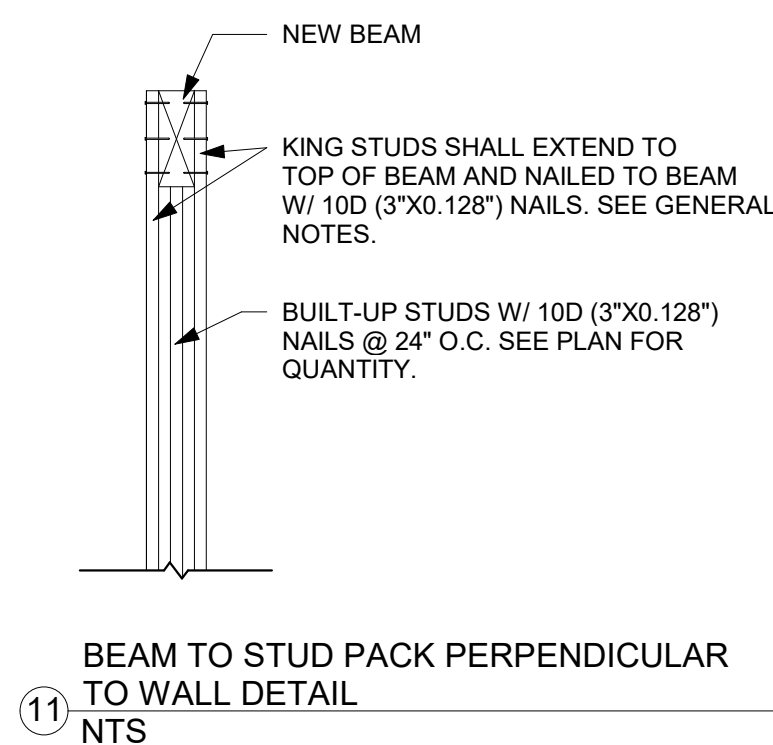 NEW BEAM
KING STUDS SHALL EXTEND TO
TOP OF BEAM AND NAILED TO BEAM
W/ 10D (3"X0.128") NAILS. SEE GENERAL
NOTES.
BUILT-UP STUDS W/ 10D (3"X0.128")
NAILS @ 24" O.C. SEE PLAN FOR
QUANTITY.
BEAM TO STUD PACK PERPENDICULAR
TO WALL DETAIL
11
NTS